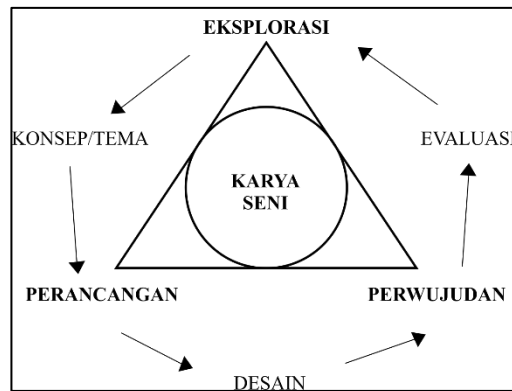 EKSPLORASI
KONSEP/TEMA
EVALUASI
KARYA
SENI
PERANCANGAN
PERWUJUDAN
DESAIN